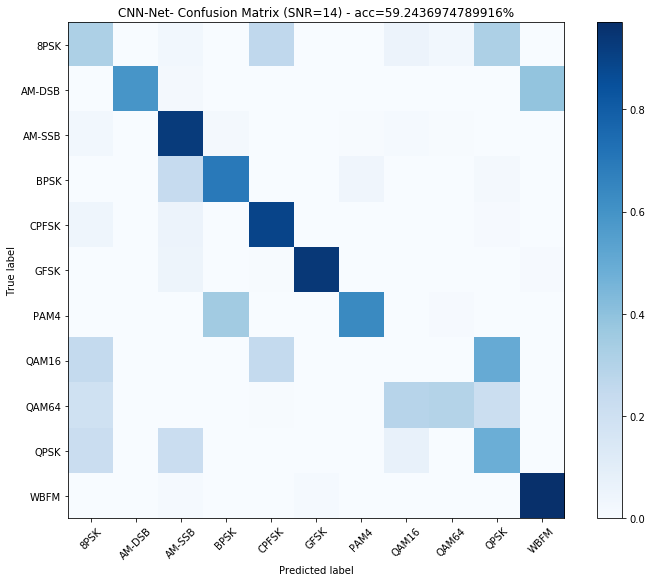 CNN-Net- Confusion Matrix (SNR=14) - acc=59.2436974789916%
True label
8PSK
AM-DSB
AM-SSB
BPSK
CPFSK
GFSK
PAM4
QAM16
QAM64
QPSK
WBFM
8PSK AM-DSB AM-SSB BPSK CPFSK GFSK PAM4 QAM16 QAM64 QPSK WBFM
Predicted label
0.8
0.6
0.4
0.2
0.0